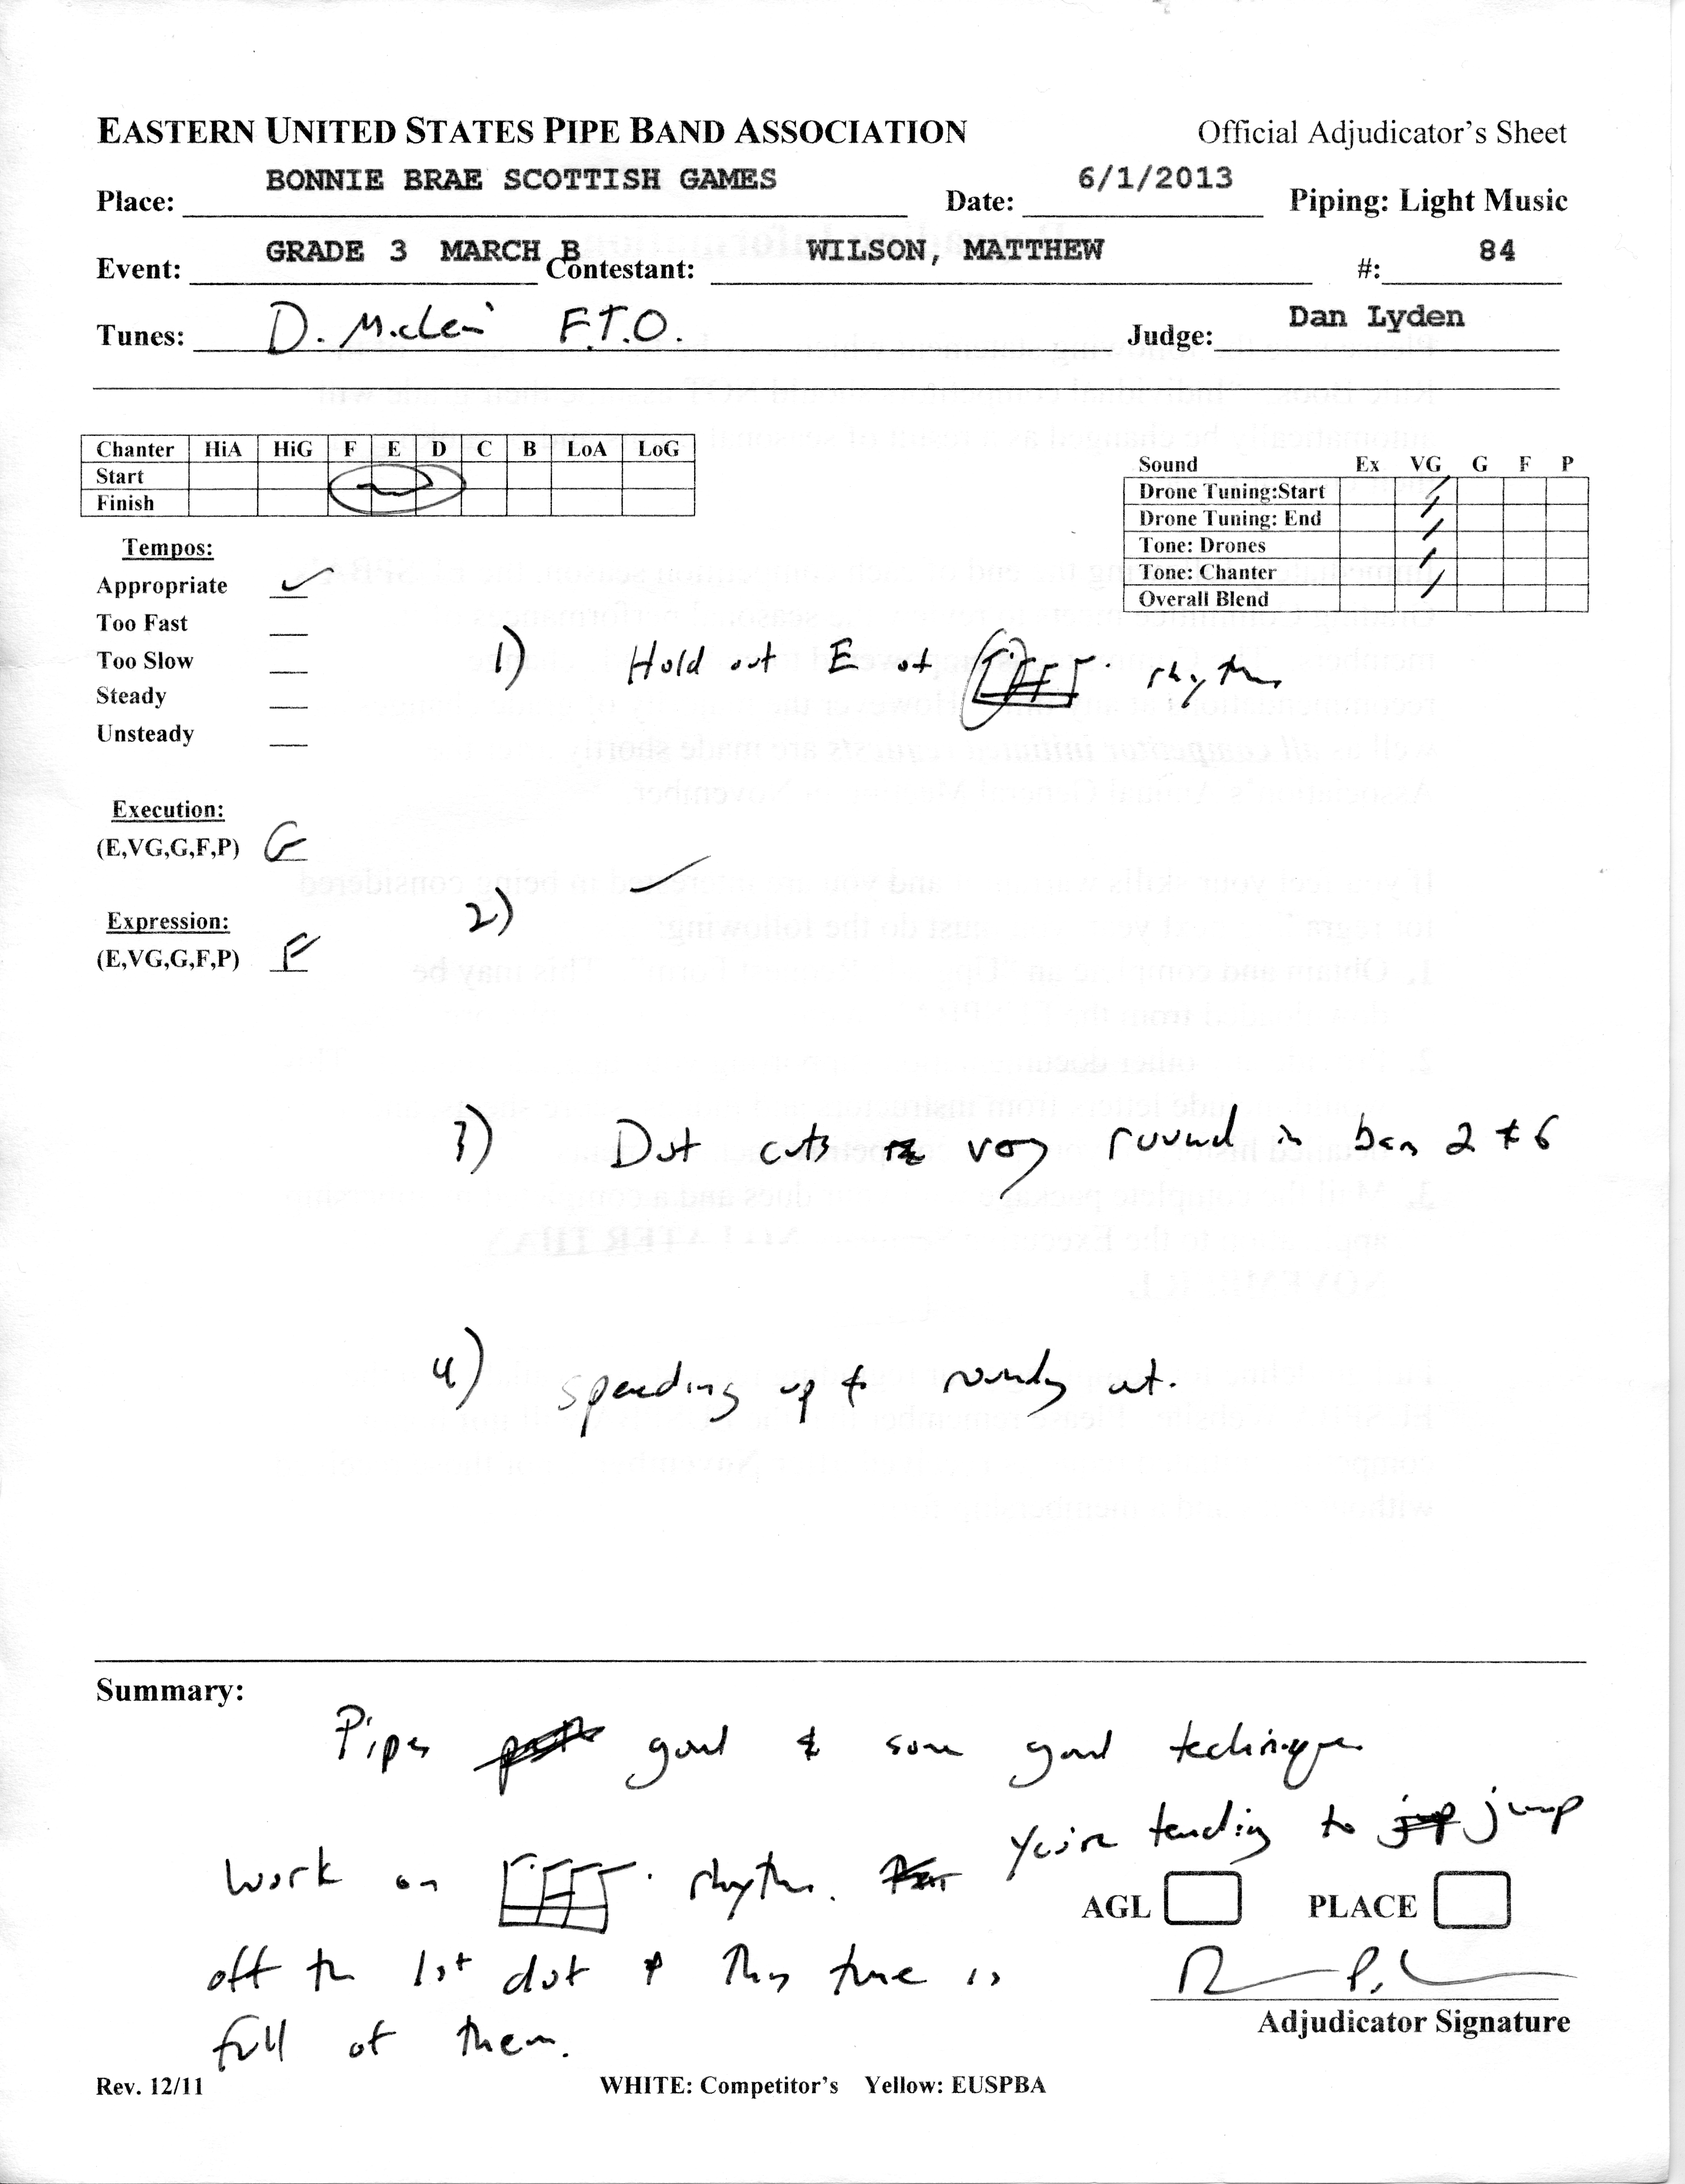 EASTERN UNITED STATES PIPE BAND ASSOCIATION Official Adjudicator's Sheet
Place: BONNIE BRAE SCOTTISH GAMES Date: 6/1/2013 Piping: Light Music
Event: GRADE 3 MARCH B Contestant: WILSON, MATTHEW #: 84
Tunes: D. F.T.O. Judge: Dan Lyden
Chanter HiA HiG F E D C B LoA LoG
Start
Finish
Sound Ex VG G F P
Drone Tuning:Start
Drone Tuning: End
Tone: Drones
Tone: Chanter
Overall Blend
Tempos:
Appropriate ✓
Too Fast
Too Slow
Steady
Unsteady
1) Hold out E at rhythm
Execution:
(E,VG,G,F,P) G
2) ✓
Expression:
(E,VG,G,F,P) F
3) Dot cuts very round in bars 2 & 6
4) speeding up & rounding out.
Summary:
Pipes good & some good technique
Work on rhythm. You're tending to jump
AGL PLACE
off the 1st dot & this tune is
full of them.
Adjudicator Signature
Rev. 12/11 WHITE: Competitor's Yellow: EUSPBA